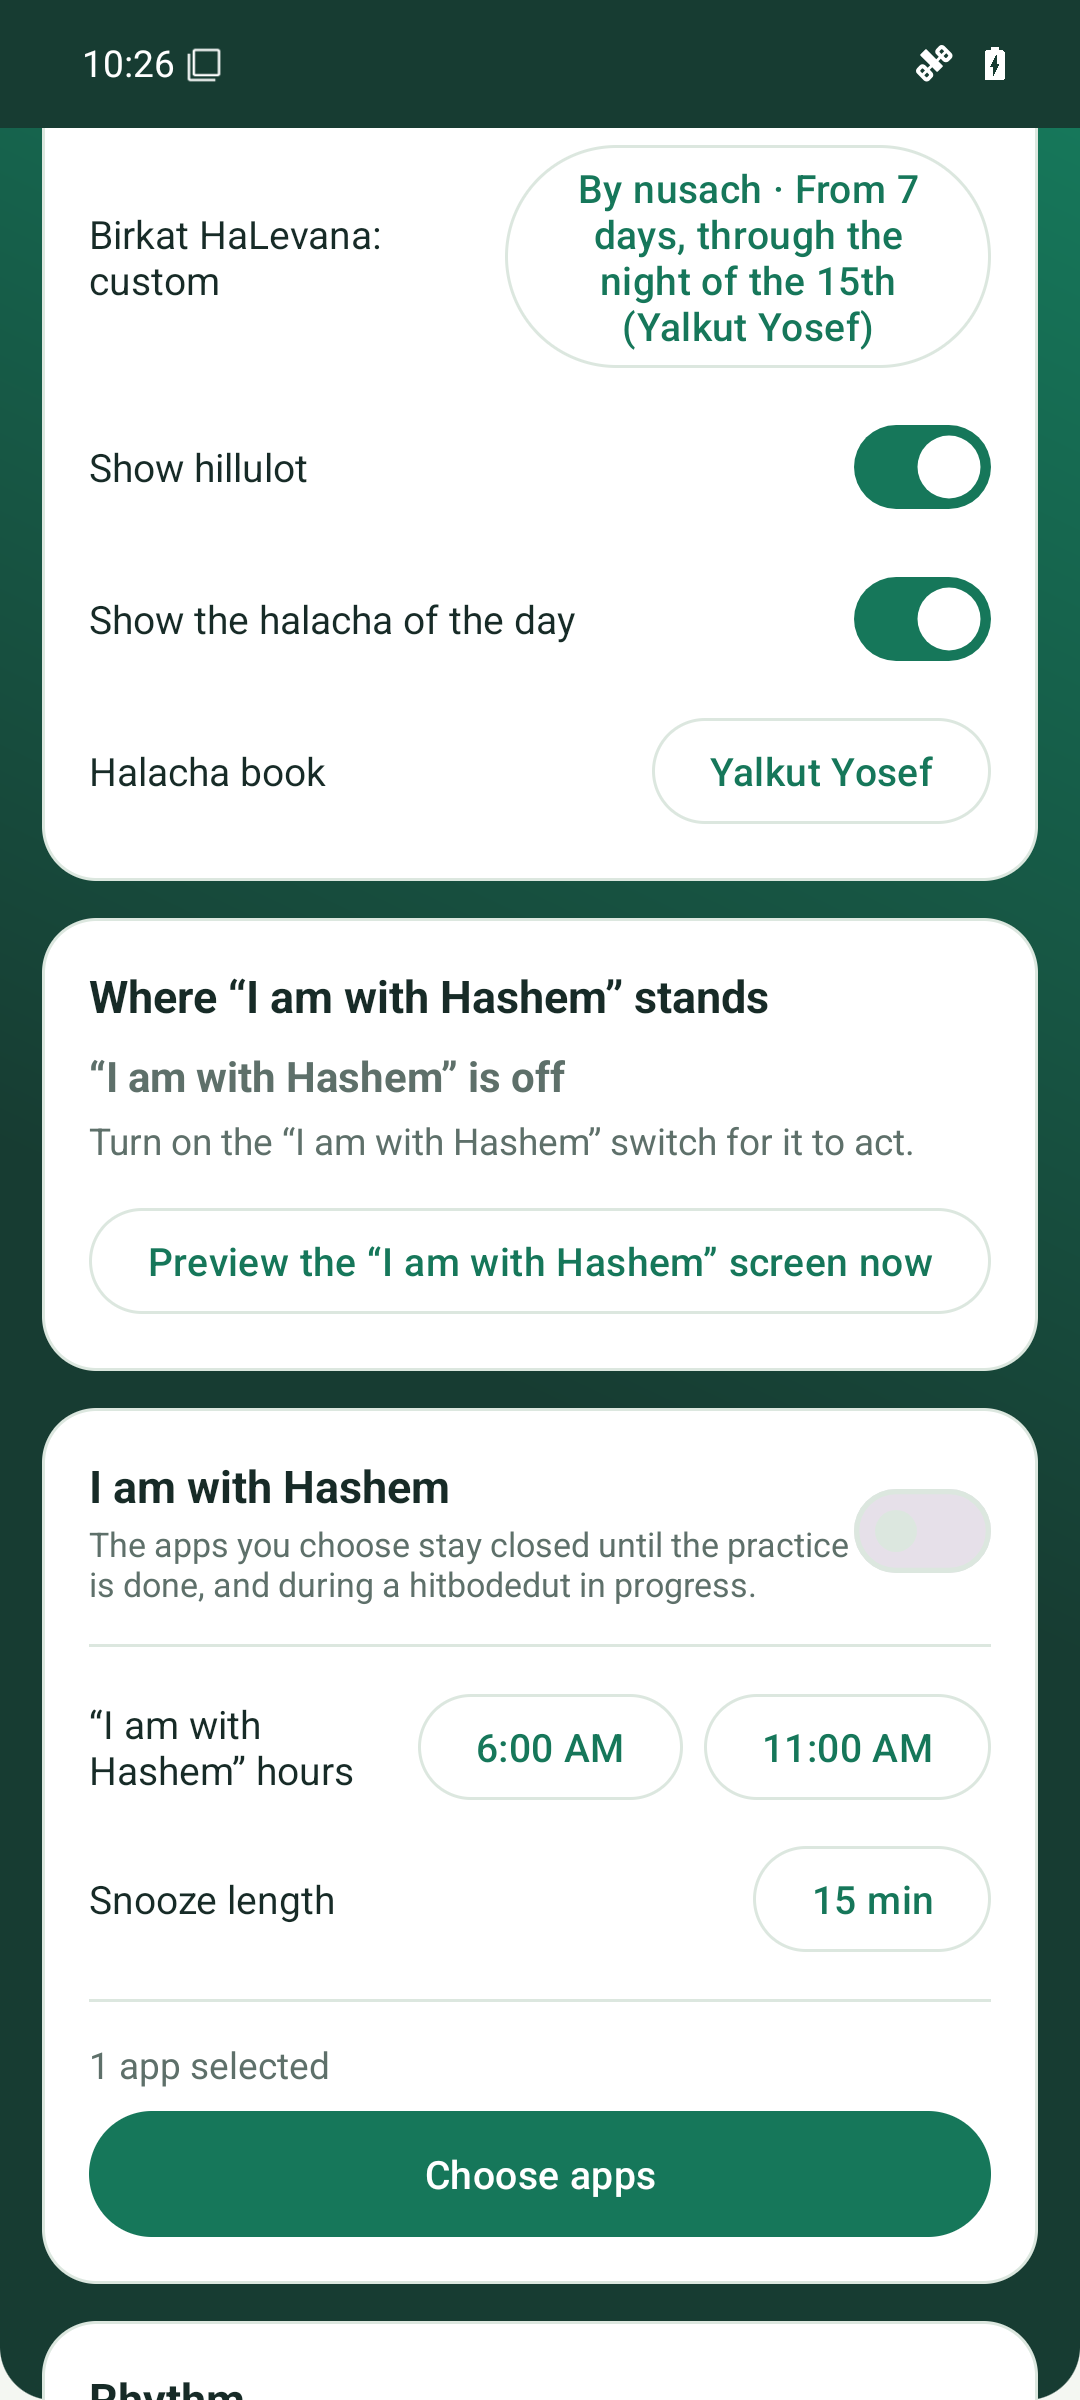 10:26
Birkat HaLevana:
custom
By nusach · From 7
days, through the
night of the 15th
(Yalkut Yosef)
Show hillulot
Show the halacha of the day
Halacha book
Yalkut Yosef
Where “I am with Hashem” stands
“I am with Hashem” is off
Turn on the “I am with Hashem” switch for it to act.
Preview the “I am with Hashem” screen now
I am with Hashem
The apps you choose stay closed until the practice
is done, and during a hitbodedut in progress.
“I am with
Hashem” hours
6:00 AM
11:00 AM
Snooze length
15 min
1 app selected
Choose apps
Rhythm